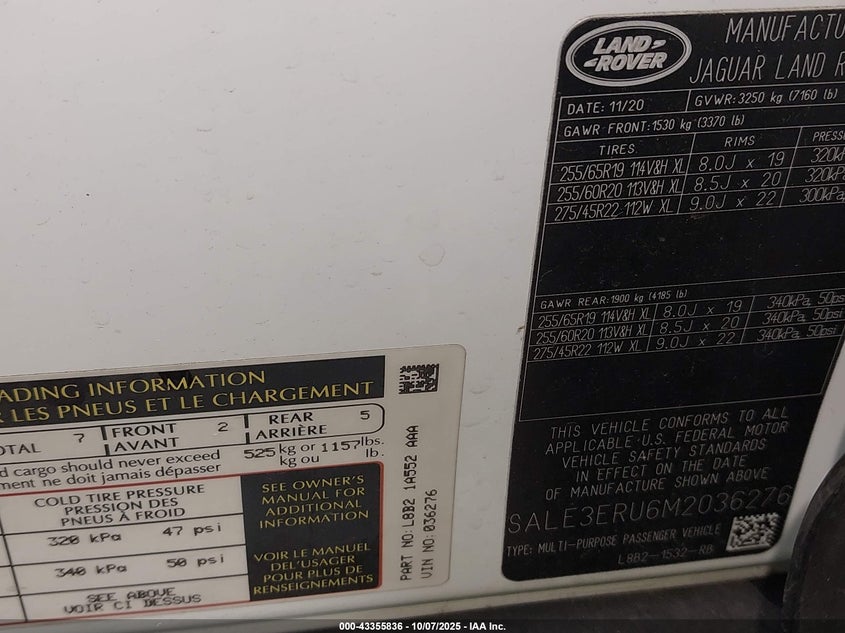 LAND-
-ROVER
MANUFACTU
JAGUAR LAND R
DATE: 11/20 GVWR:3250 kg (7160 lb)
GAWR FRONT:1530 kg (3370 lb)
TIRES RIMS PRESS
255/65R19 114V&H XL 8.0J x 19 320k
255/60R20 113V&H XL 8.5J x 20 320kP
275/45R22 112W XL 9.0J x 22 300kPa,
GAWR REAR:1900 kg (4185 lb)
255/65R19 114V&H XL 8.0J x 19 340kPa, 50psi
255/60R20 113V&H XL 8.5J x 20 340kPa, 50psi
275/45R22 112W XL 9.0J x 22 340kPa, 50psi
THIS VEHICLE CONFORMS TO ALL
APPLICABLE U.S. FEDERAL MOTOR
VEHICLE SAFETY STANDARDS
IN EFFECT ON THE DATE
OF MANUFACTURE SHOWN ABOVE
SALE3ERU6M2036276
TYPE: MULTI-PURPOSE PASSENGER VEHICLE
L8B2-1532-RB
ADING INFORMATION
R LES PNEUS ET LE CHARGEMENT
OTAL 7 FRONT 2 REAR 5
AVANT ARRIÈRE
d cargo should never exceed 525 kg or 1157 lbs.
ment ne doit jamais dépasser kg ou lb.
COLD TIRE PRESSURE
PRESSION DES
PNEUS À FROID
320 kPa 47 psi
340 kPa 50 psi
SEE ABOVE
VOIR CI DESSUS
SEE OWNER'S
MANUAL FOR
ADDITIONAL
INFORMATION
VOIR LE MANUEL
DEL'USAGER
POUR PLUS DE
RENSEIGNEMENTS
PART NO: L8B2 1A552 AAA
VIN NO: 036276
000-43355836 - 10/07/2025 - IAA Inc.